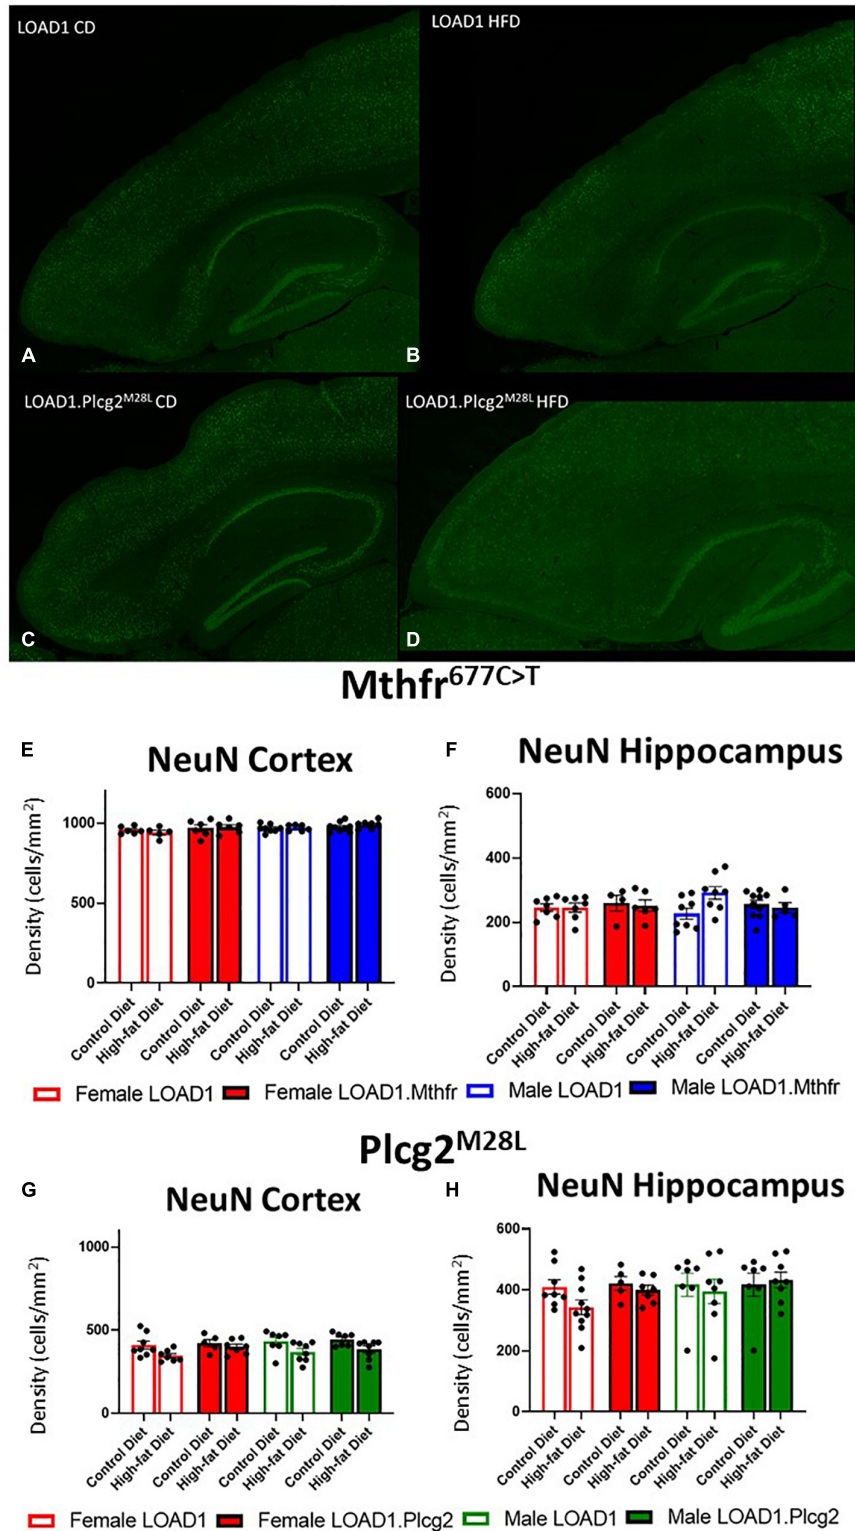 LOAD1 CD
LOAD1 HFD
A
B
LOAD1.Plcg2M28L CD
LOAD1.Plcg2M28L HFD
C
D
Mthfr677C>T
E
NeuN Cortex
Density (cells/mm2)
1000
500
0
Control Diet
High-fat Diet
Control Diet
High-fat Diet
Control Diet
High-fat Diet
Control Diet
High-fat Diet
F
NeuN Hippocampus
Density (cells/mm2)
600
400
200
0
Control Diet
High-fat Diet
Control Diet
High-fat Diet
Control Diet
High-fat Diet
Control Diet
High-fat Diet
Female LOAD1 Female LOAD1.Mthfr Male LOAD1 Male LOAD1.Mthfr
Plcg2M28L
G
NeuN Cortex
Density (cells/mm2)
1000
500
0
Control Diet
High-fat Diet
Control Diet
High-fat Diet
Control Diet
High-fat Diet
Control Diet
High-fat Diet
H
NeuN Hippocampus
Density (cells/mm2)
600
400
200
0
Control Diet
High-fat Diet
Control Diet
High-fat Diet
Control Diet
High-fat Diet
Control Diet
High-fat Diet
Female LOAD1 Female LOAD1.Plcg2 Male LOAD1 Male LOAD1.Plcg2